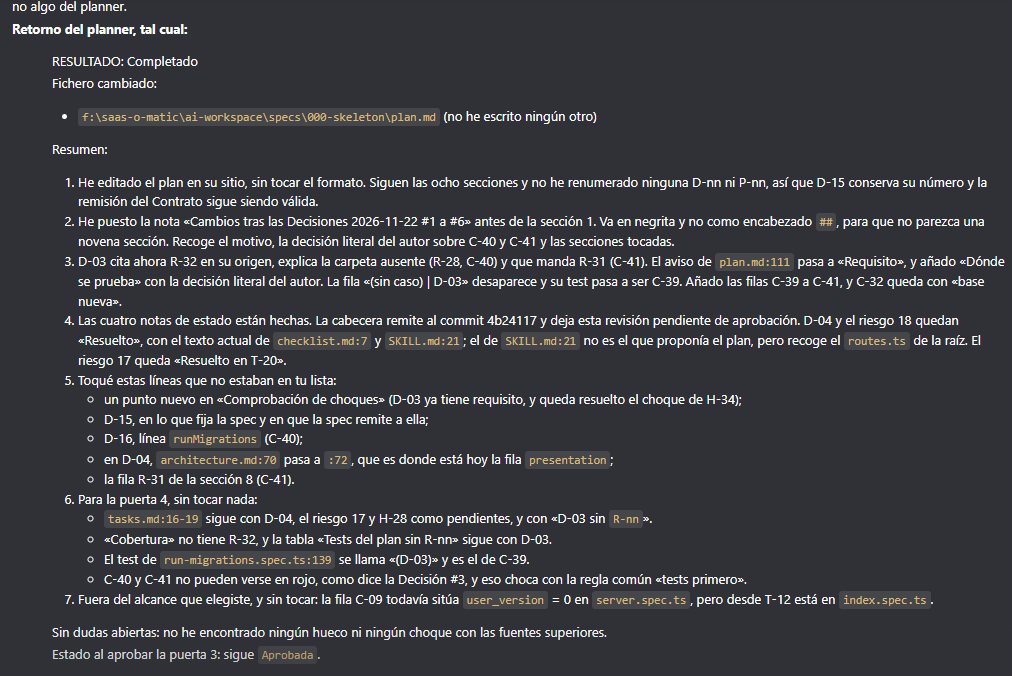 no algo del planner.
Retorno del planner, tal cual:
RESULTADO: Completado
Fichero cambiado:
• f:\saas-o-matic\ai-workspace\specs\000-skeleton\plan.md (no he escrito ningún otro)
Resumen:
1. He editado el plan en su sitio, sin tocar el formato. Siguen las ocho secciones y no he renumerado ninguna D-nn ni P-nn, así que D-15 conserva su número y la
remisión del Contrato sigue siendo válida.
2. He puesto la nota «Cambios tras las Decisiones 2026-11-22 #1 a #6» antes de la sección 1. Va en negrita y no como encabezado ##, para que no parezca una
novena sección. Recoge el motivo, la decisión literal del autor sobre C-40 y C-41 y las secciones tocadas.
3. D-03 cita ahora R-32 en su origen, explica la carpeta ausente (R-28, C-40) y que manda R-31 (C-41). El aviso de plan.md:111 pasa a «Requisito», y añado «Dónde
se prueba» con la decisión literal del autor. La fila «(sin caso) | D-03» desaparece y su test pasa a ser C-39. Añado las filas C-39 a C-41, y C-32 queda con «base
nueva».
4. Las cuatro notas de estado están hechas. La cabecera remite al commit 4b24117 y deja esta revisión pendiente de aprobación. D-04 y el riesgo 18 quedan
«Resuelto», con el texto actual de checklist.md:7 y SKILL.md:21; el de SKILL.md:21 no es el que proponía el plan, pero recoge el routes.ts de la raíz. El
riesgo 17 queda «Resuelto en T-20».
5. Toqué estas líneas que no estaban en tu lista:
○ un punto nuevo en «Comprobación de choques» (D-03 ya tiene requisito, y queda resuelto el choque de H-34);
○ D-15, en lo que fija la spec y en que la spec remite a ella;
○ D-16, línea runMigrations (C-40);
○ en D-04, architecture.md:70 pasa a :72, que es donde está hoy la fila presentation;
○ la fila R-31 de la sección 8 (C-41).
6. Para la puerta 4, sin tocar nada:
○ tasks.md:16-19 sigue con D-04, el riesgo 17 y H-28 como pendientes, y con «D-03 sin R-nn».
○ «Cobertura» no tiene R-32, y la tabla «Tests del plan sin R-nn» sigue con D-03.
○ El test de run-migrations.spec.ts:139 se llama «(D-03)» y es el de C-39.
○ C-40 y C-41 no pueden verse en rojo, como dice la Decisión #3, y eso choca con la regla común «tests primero».
7. Fuera del alcance que elegiste, y sin tocar: la fila C-09 todavía sitúa user_version = 0 en server.spec.ts, pero desde T-12 está en index.spec.ts.
Sin dudas abiertas: no he encontrado ningún hueco ni ningún choque con las fuentes superiores.
Estado al aprobar la puerta 3: sigue Aprobada.